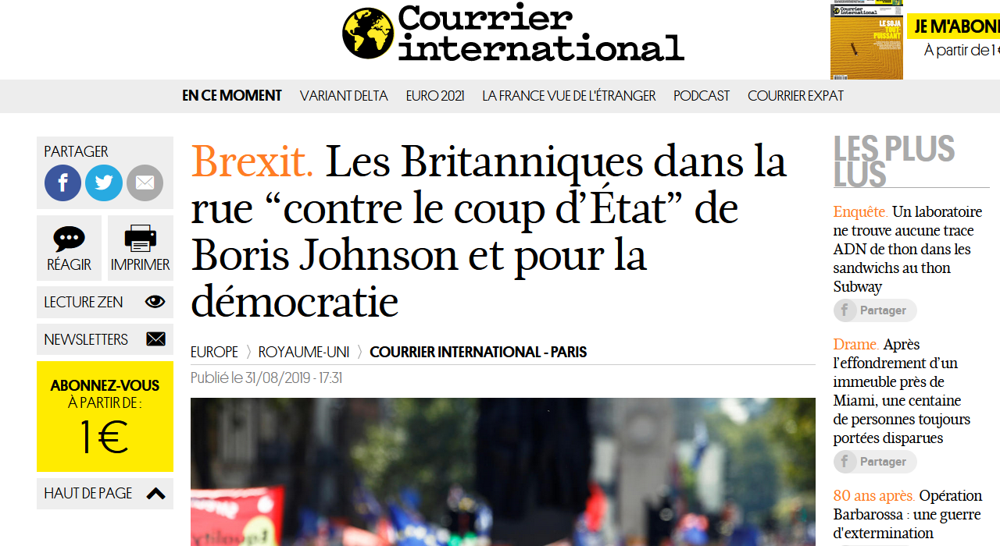 Courrier
international
Courrier
international
LE SOJA
TOUT-
PUISSANT
JE M'ABON
À partir de 1€
EN CE MOMENT VARIANT DELTA EURO 2021 LA FRANCE VUE DE L'ÉTRANGER PODCAST COURRIER EXPAT
PARTAGER
RÉAGIR
IMPRIMER
LECTURE ZEN
NEWSLETTERS
ABONNEZ-VOUS
À PARTIR DE :
1 €
HAUT DE PAGE
Brexit. Les Britanniques dans la
rue “contre le coup d’État” de
Boris Johnson et pour la
démocratie
EUROPE 〉 ROYAUME-UNI 〉 COURRIER INTERNATIONAL - PARIS
Publié le 31/08/2019 - 17:31
LES PLUS
LUS
Enquête. Un laboratoire
ne trouve aucune trace
ADN de thon dans les
sandwichs au thon
Subway
Partager
Drame. Après
l’effondrement d’un
immeuble près de
Miami, une centaine
de personnes toujours
portées disparues
Partager
80 ans après. Opération
Barbarossa : une guerre
d'extermination